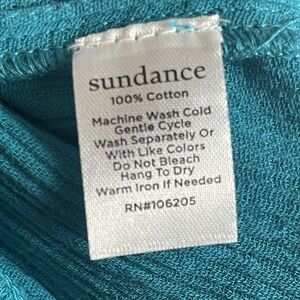 sundance
100% Cotton
Machine Wash Cold
Gentle Cycle
Wash Separately Or
With Like Colors
Do Not Bleach
Hang To Dry
Warm Iron If Needed
RN#106205